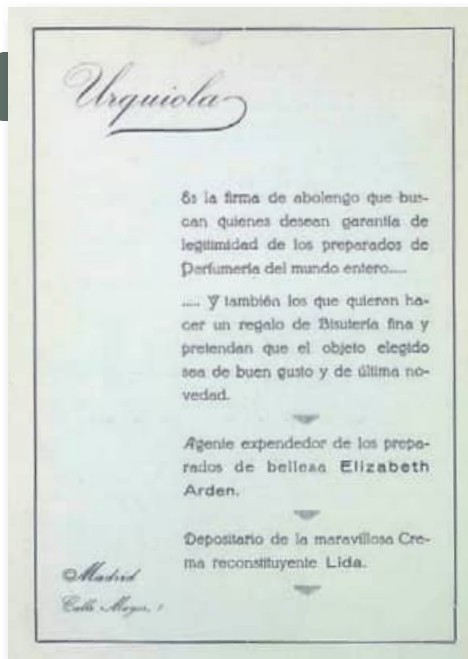 Urquiola
Es la firma de abolengo que bus-
can quienes desean garantía de
legitimidad de los preparados de
Perfumería del mundo entero.....
..... Y también los que quieran ha-
cer un regalo de Bisutería fina y
pretendan que el objeto elegido
sea de buen gusto y de última no-
vedad.
Agente expendedor de los prepa-
rados de belleza Elizabeth
Arden.
Depositario de la maravillosa Cre-
ma reconstituyente Lida.
Madrid
Calle Mayor, 1